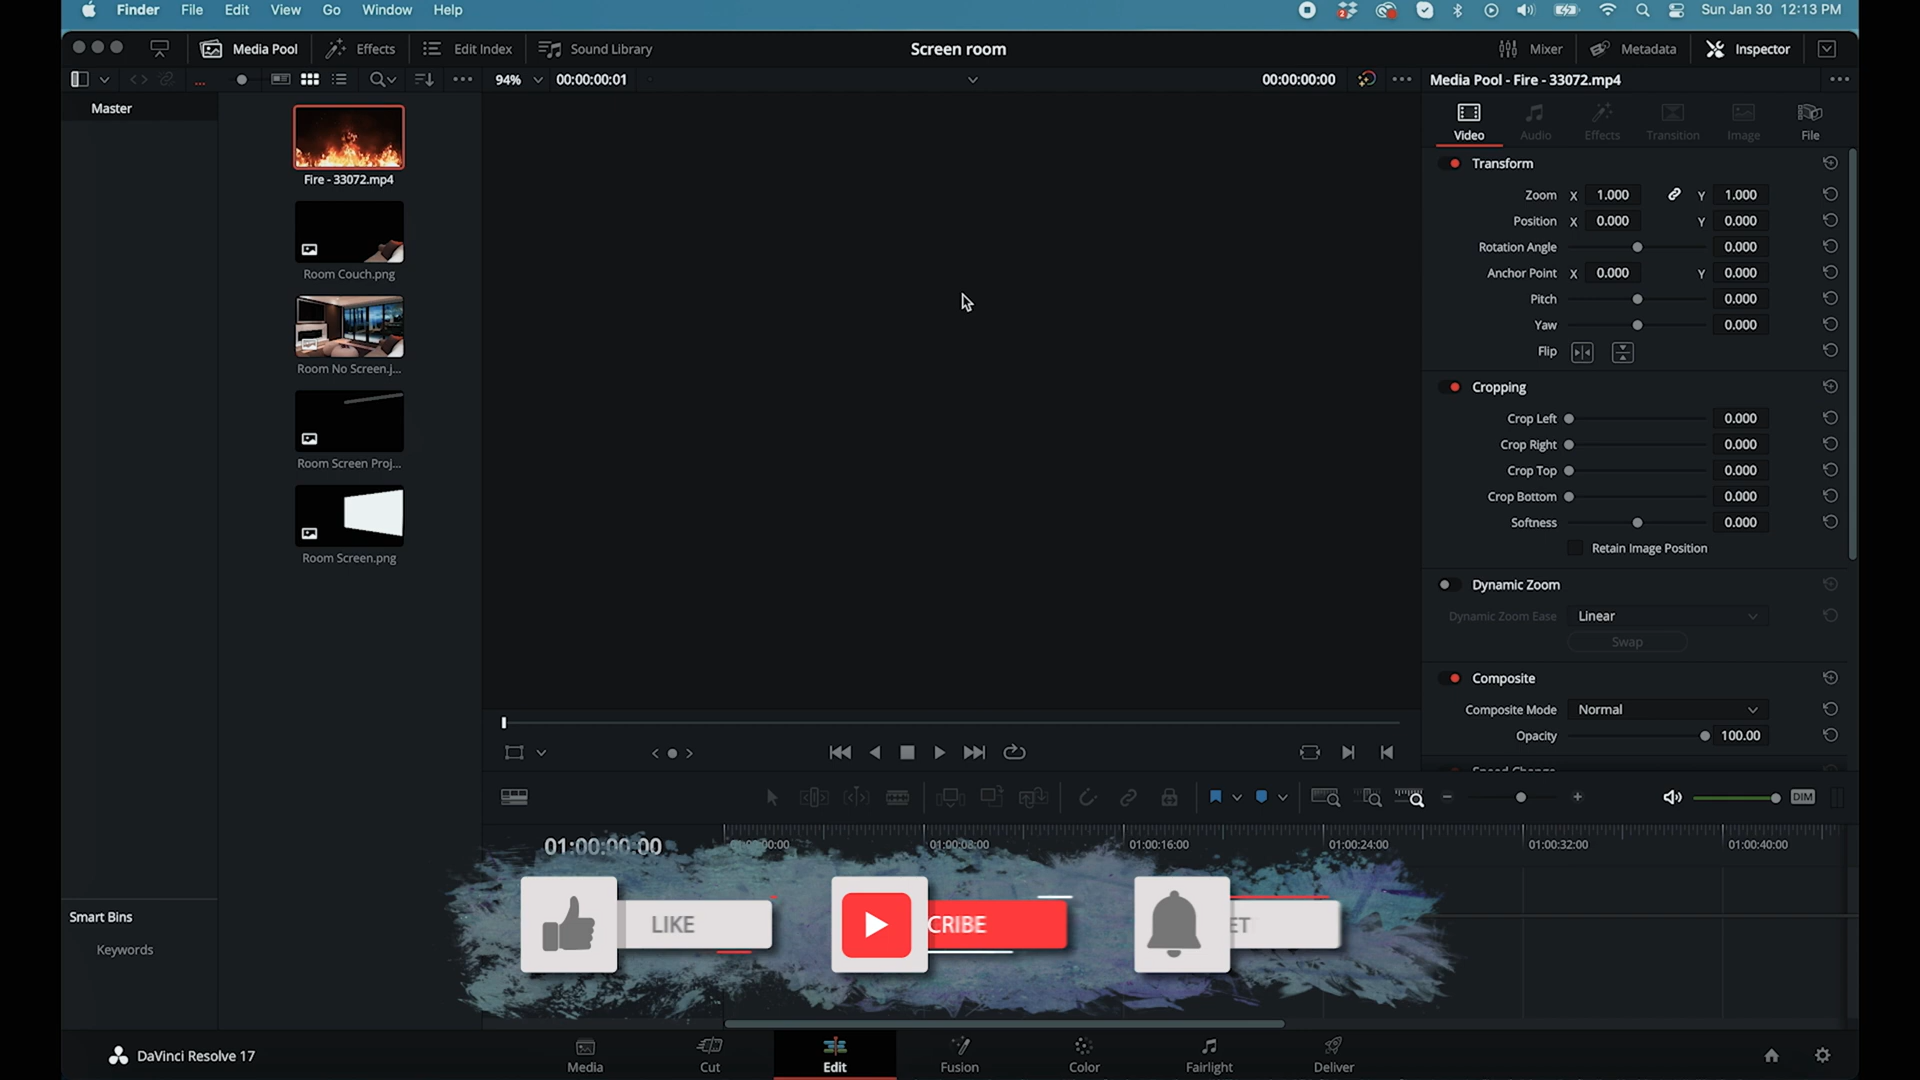 Finder File Edit View Go Window Help
2
Sun Jan 30 12:13 PM
Media Pool Effects Edit Index Sound Library
Screen room
Mixer Metadata Inspector
94% 00:00:00:01
00:00:00:00
Media Pool - Fire - 33072.mp4
Master
Fire - 33072.mp4
Room Couch.png
Room No Screen.j...
Room Screen Proj...
Room Screen.png
Smart Bins
Keywords
Video Audio Effects Transition Image File
Transform
Zoom X 1.000 Y 1.000
Position X 0.000 Y 0.000
Rotation Angle 0.000
Anchor Point X 0.000 Y 0.000
Pitch 0.000
Yaw 0.000
Flip
Cropping
Crop Left 0.000
Crop Right 0.000
Crop Top 0.000
Crop Bottom 0.000
Softness 0.000
Retain Image Position
Dynamic Zoom
Dynamic Zoom Ease Linear
Swap
Composite
Composite Mode Normal
Opacity 100.00
Speed Change
DIM
01:00:00:00
01:00:08:00 01:00:16:00 01:00:24:00 01:00:32:00 01:00:40:00
LIKE
CRIBE
ET
DaVinci Resolve 17
Media Cut Edit Fusion Color Fairlight Deliver